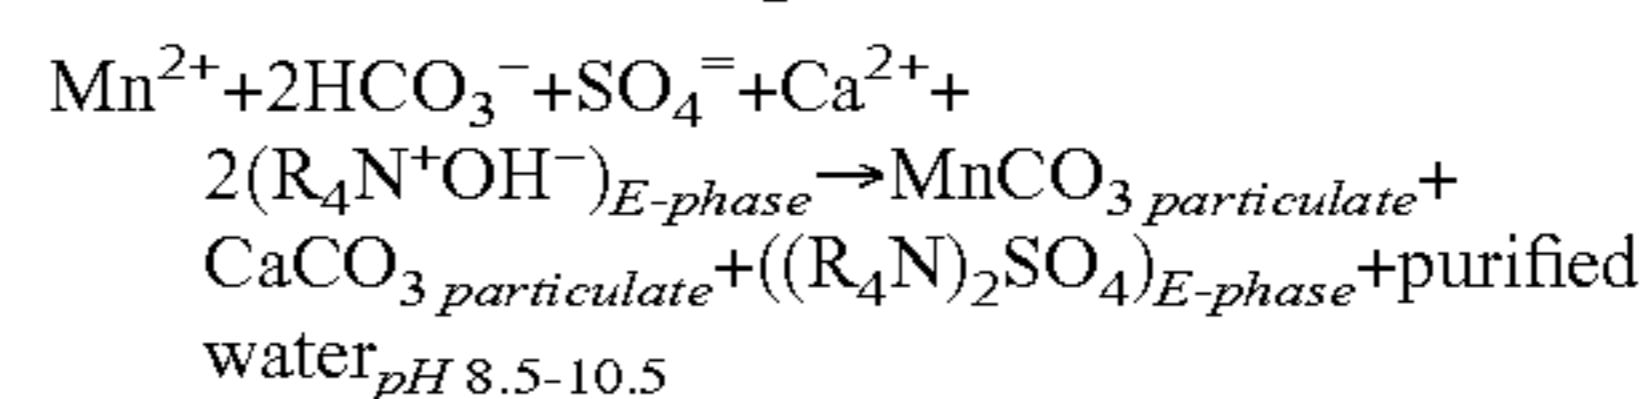 Mn²⁺+2HCO₃⁻+SO₄⁼+Ca²⁺+
2(R₄N⁺OH⁻)E-phase→MnCO₃ particulate+
CaCO₃ particulate+((R₄N)₂SO₄)E-phase+purified
waterpH 8.5-10.5